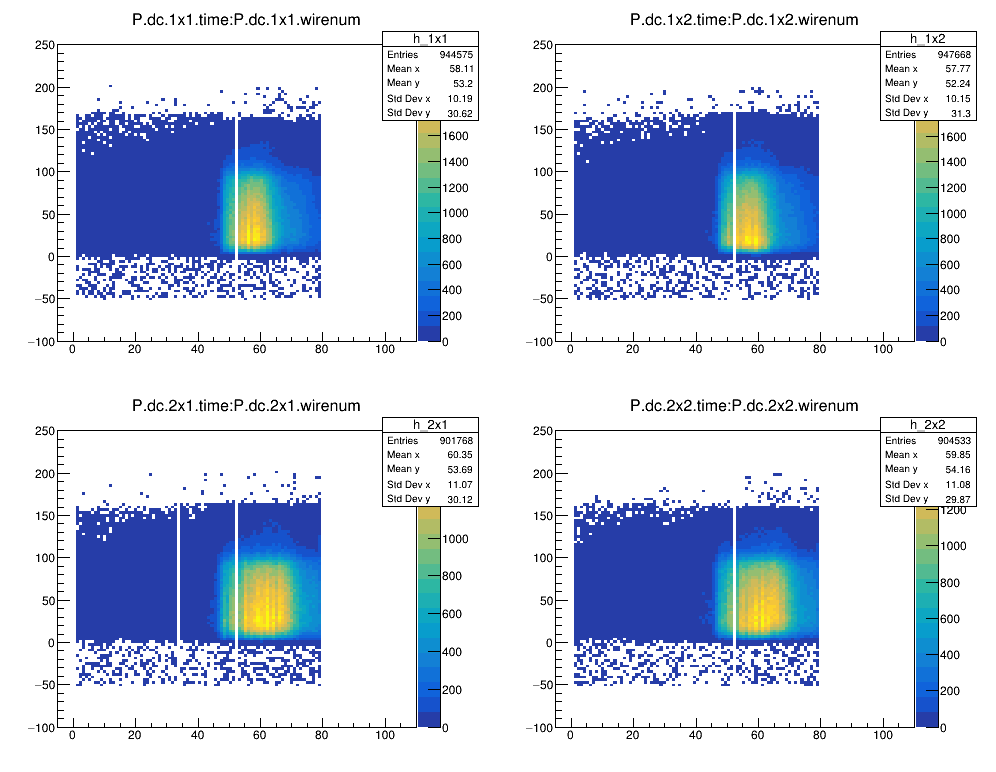 P.dc.1x1.time:P.dc.1x1.wirenum
h_1x1
Entries 944575
Mean x 58.11
Mean y 53.2
Std Dev x 10.19
Std Dev y 30.62
250
200
150
100
50
0
−50
−100
0 20 40 60 80 100
1600
1400
1200
1000
800
600
400
200
0
P.dc.1x2.time:P.dc.1x2.wirenum
h_1x2
Entries 947668
Mean x 57.77
Mean y 52.24
Std Dev x 10.15
Std Dev y 31.3
250
200
150
100
50
0
−50
−100
0 20 40 60 80 100
1600
1400
1200
1000
800
600
400
200
0
P.dc.2x1.time:P.dc.2x1.wirenum
h_2x1
Entries 901768
Mean x 60.35
Mean y 53.69
Std Dev x 11.07
Std Dev y 30.12
250
200
150
100
50
0
−50
−100
0 20 40 60 80 100
1000
800
600
400
200
0
P.dc.2x2.time:P.dc.2x2.wirenum
h_2x2
Entries 904533
Mean x 59.85
Mean y 54.16
Std Dev x 11.08
Std Dev y 29.87
250
200
150
100
50
0
−50
−100
0 20 40 60 80 100
1200
1000
800
600
400
200
0